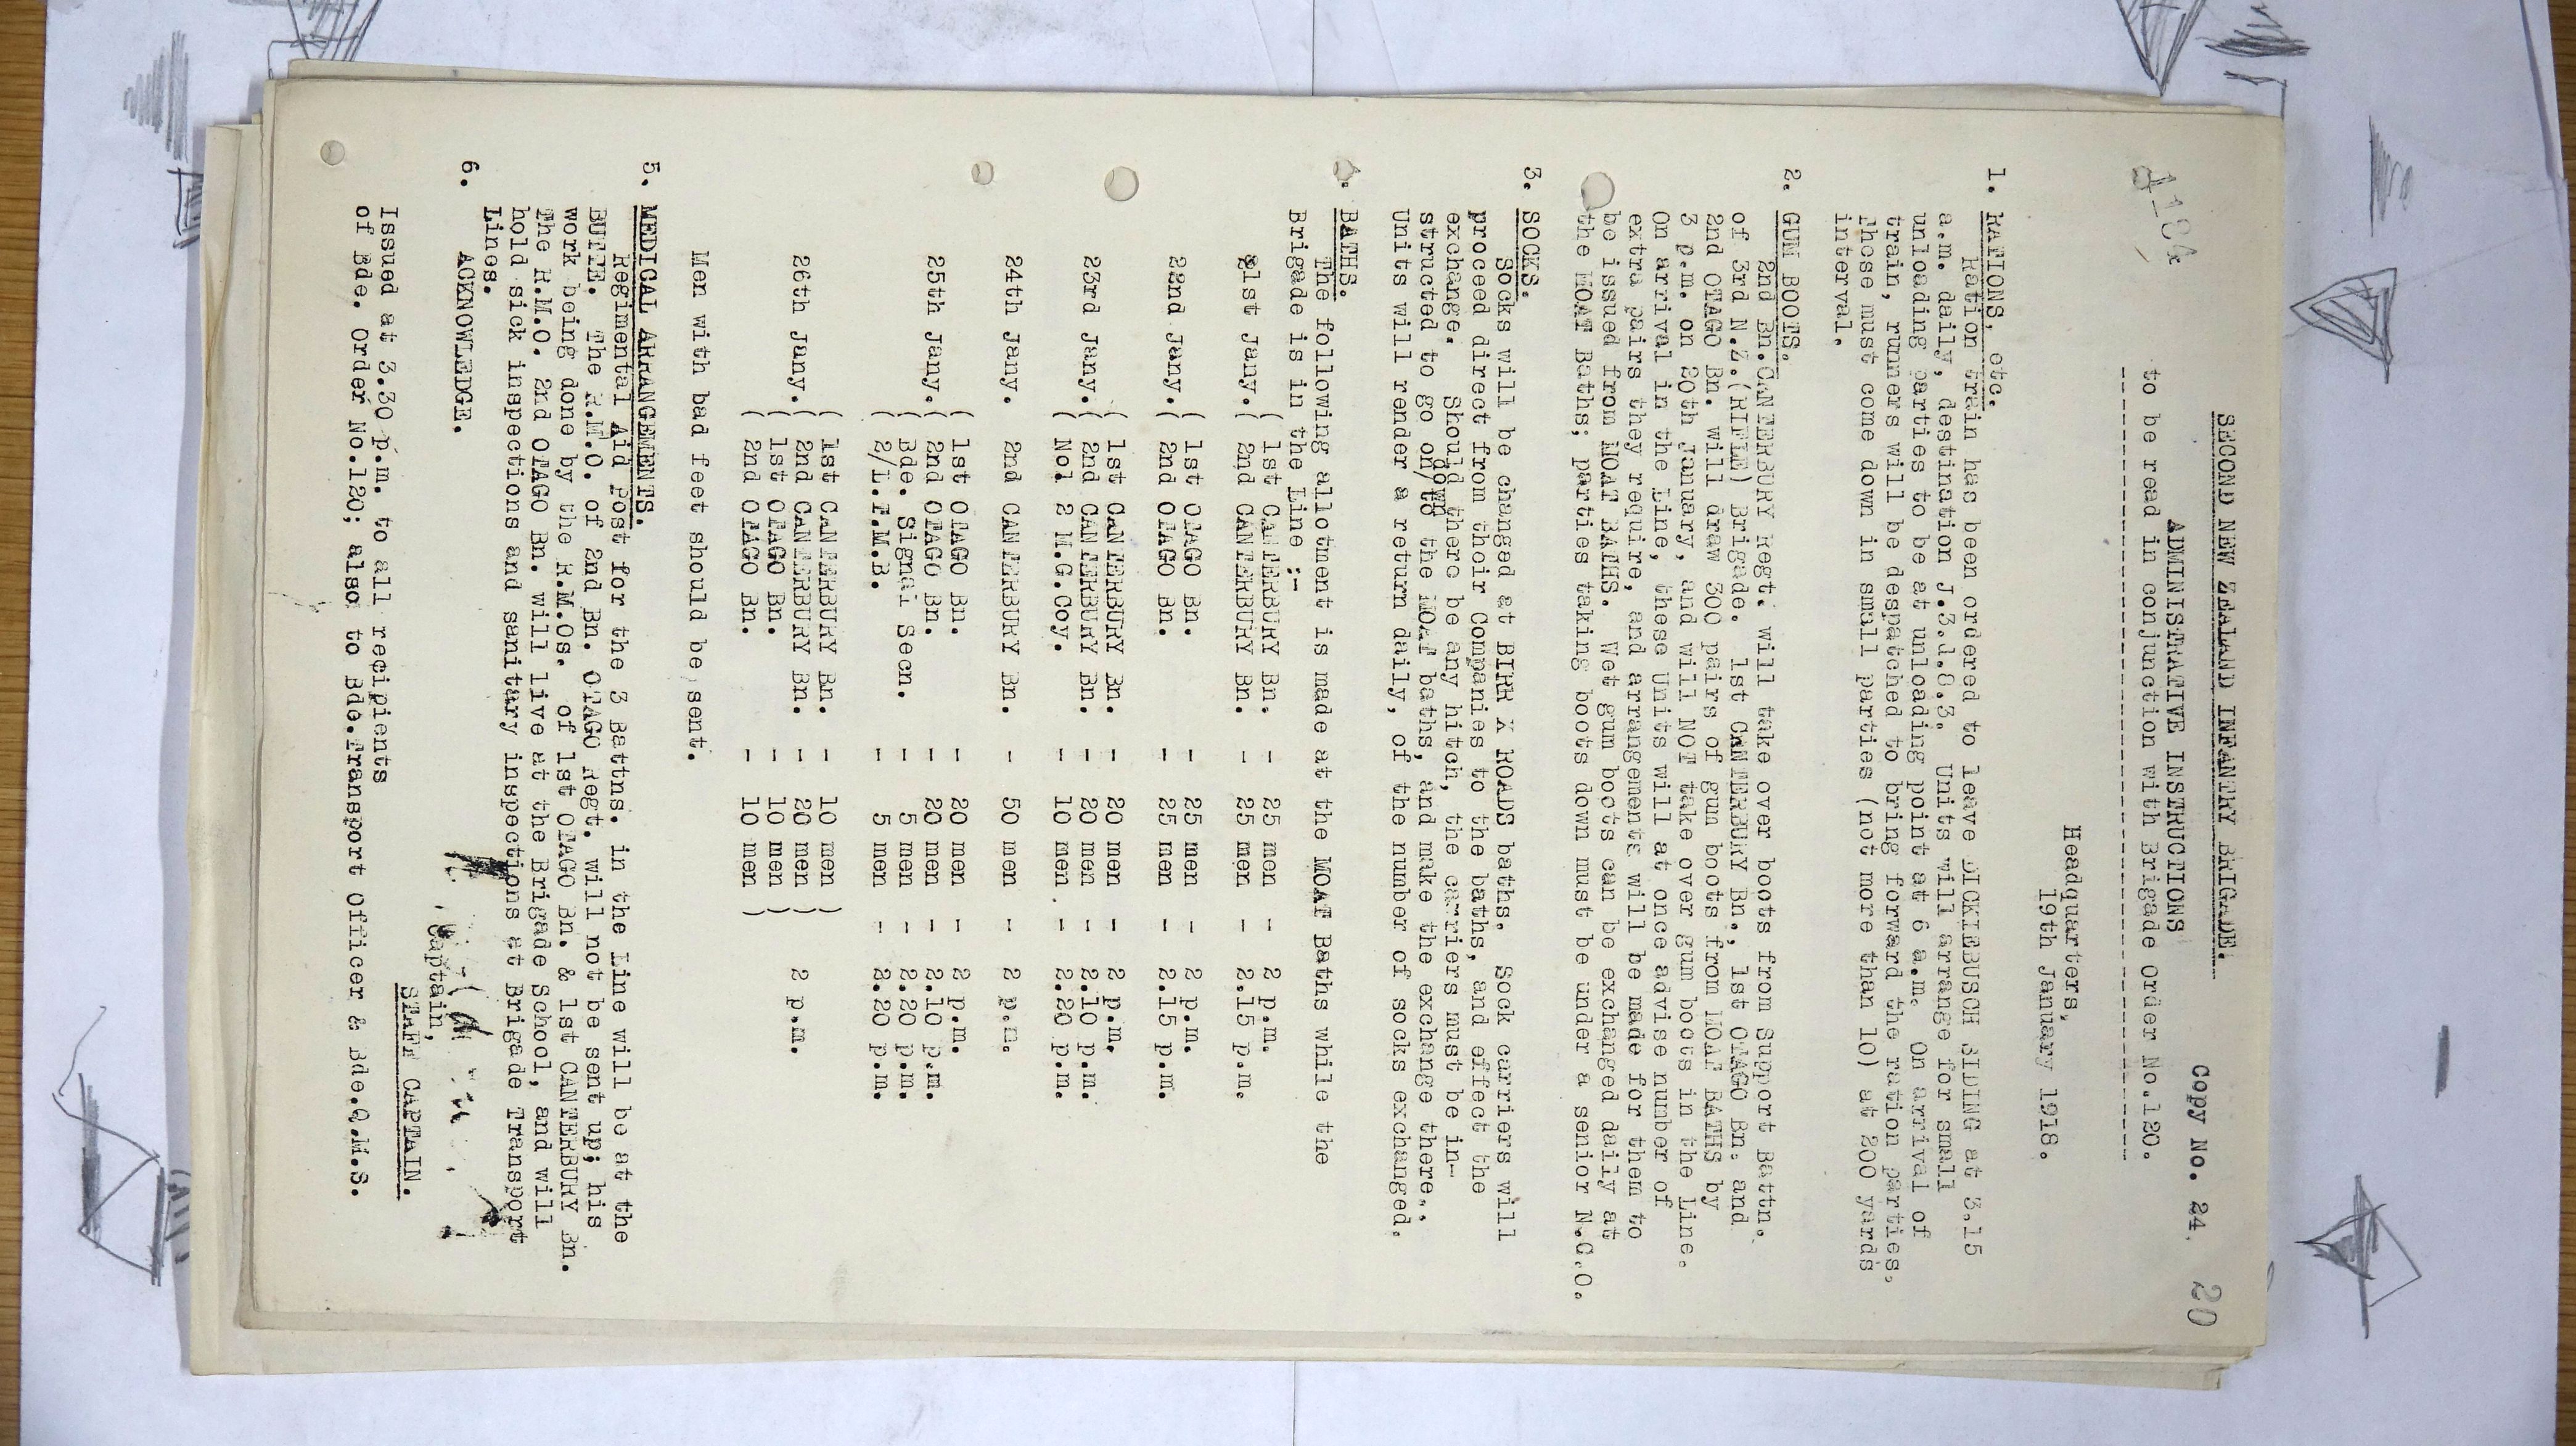 SECOND NEW ZEALAND INFANTRY BRIGADE.
Copy No. 24.
20
ADMINISTRATIVE INSTRUCTIONS
to be read in conjunction with Brigade Order No.120.
Headquarters,
19th January 1918.
1. RATIONS, etc.
Ration train has been ordered to leave DICKIEBUSCH SIDING at 3.15
a.m. daily, destination J.3.d.8.3. Units will arrange for small
unloading parties to be at unloading point at 6 a.m. On arrival of
train, runners will be despatched to bring forward the ration parties.
These must come down in small parties (not more than 10) at 200 yards
interval.
2. GUM BOOTS.
2nd Bn.CANTERBURY Regt. will take over boots from Support Battn.
of 3rd N.Z.(RIFLE) Brigade. 1st CANTERBURY Bn., 1st OTAGO Bn. and
2nd OTAGO Bn. will draw 300 pairs of gun boots from MOAT BATHS by
3 p.m. on 20th January, and will NOT take over gum boots in the Line.
On arrival in the Line, these Units will at once advise number of
extra pairs they require, and arrangements will be made for them to
be issued from MOAT BATHS. Wet gum boots can be exchanged daily at
the MOAT Baths; parties taking boots down must be under a senior N.C.O.
3. SOCKS.
Socks will be changed at BIRR X ROADS baths. Sock carriers will
proceed direct from their Companies to the baths, and effect the
exchange. Should there be any hitch, the carriers must be in-
structed to go on/down to the MOAT baths, and make the exchange there.
Units will render a return daily, of the number of socks exchanged.
4. BATHS.
The following allotment is made at the MOAT Baths while the
Brigade is in the Line :-
21st Jany. ( 1st CANTERBURY Bn. - 25 men - 2 p.m.
( 2nd CANTERBURY Bn. - 25 men - 2.15 p.m.
22nd Jany. ( 1st OTAGO Bn. - 25 men - 2 p.m.
( 2nd OTAGO Bn. - 25 men - 2.15 p.m.
23rd Jany. ( 1st CANTERBURY Bn. - 20 men - 2 p.m.
( 2nd CANTERBURY Bn. - 20 men - 2.10 p.m.
( No. 2 M.G.Coy. - 10 men - 2.20 p.m.
24th Jany. 2nd CANTERBURY Bn. - 50 men - 2 p.m.
25th Jany. ( 1st OTAGO Bn. - 20 men - 2 p.m.
( 2nd OTAGO Bn. - 20 men - 2.10 p.m.
( Bde. Signal Secn. - 5 men - 2.20 p.m.
( 2/L.T.M.B. - 5 men - 2.20 p.m.
26th Jany. ( 1st CANTERBURY Bn. - 10 men )
( 2nd CANTERBURY Bn. - 20 men ) 2 p.m.
( 1st OTAGO Bn. - 10 men )
( 2nd OTAGO Bn. - 10 men )
Men with bad feet should be sent.
5. MEDICAL ARRANGEMENTS.
Regimental Aid Post for the 3 Battns. in the Line will be at the
BUTTE. The R.M.O. of 2nd Bn. OTAGO Regt. will not be sent up; his
work being done by the R.M.Os. of 1st OTAGO Bn. & 1st CANTERBURY Bn.
The R.M.O. 2nd OTAGO Bn. will live at the Brigade School, and will
hold sick inspections and sanitary inspections at Brigade Transport
Lines.
6. ACKNOWLEDGE.
Captain,
STAFF CAPTAIN.
Issued at 3.30 p.m. to all recipients
of Bde. Order No.120; also to Bde.Transport Officer & Bde.Q.M.S.